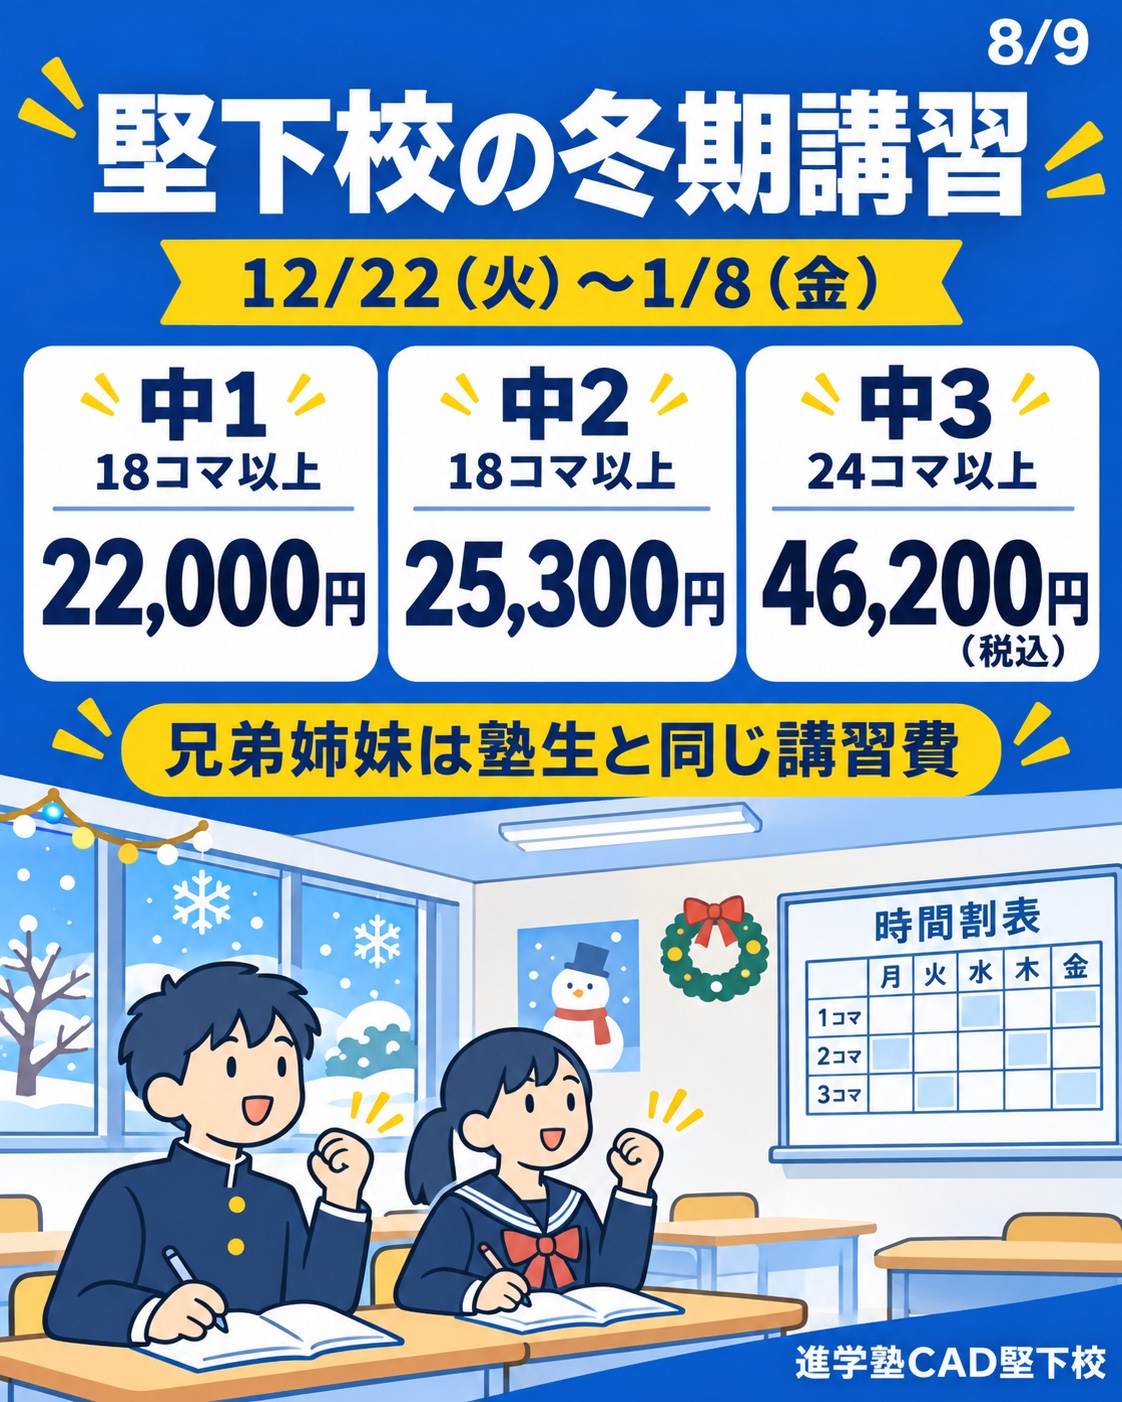 8/9
堅下校の冬期講習
12/22(火)〜1/8(金)
中1
18コマ以上
22,000円
中2
18コマ以上
25,300円
中3
24コマ以上
46,200円
(税込)
兄弟姉妹は塾生と同じ講習費
時間割表
月 火 水 木 金
1コマ
2コマ
3コマ
進学塾CAD堅下校